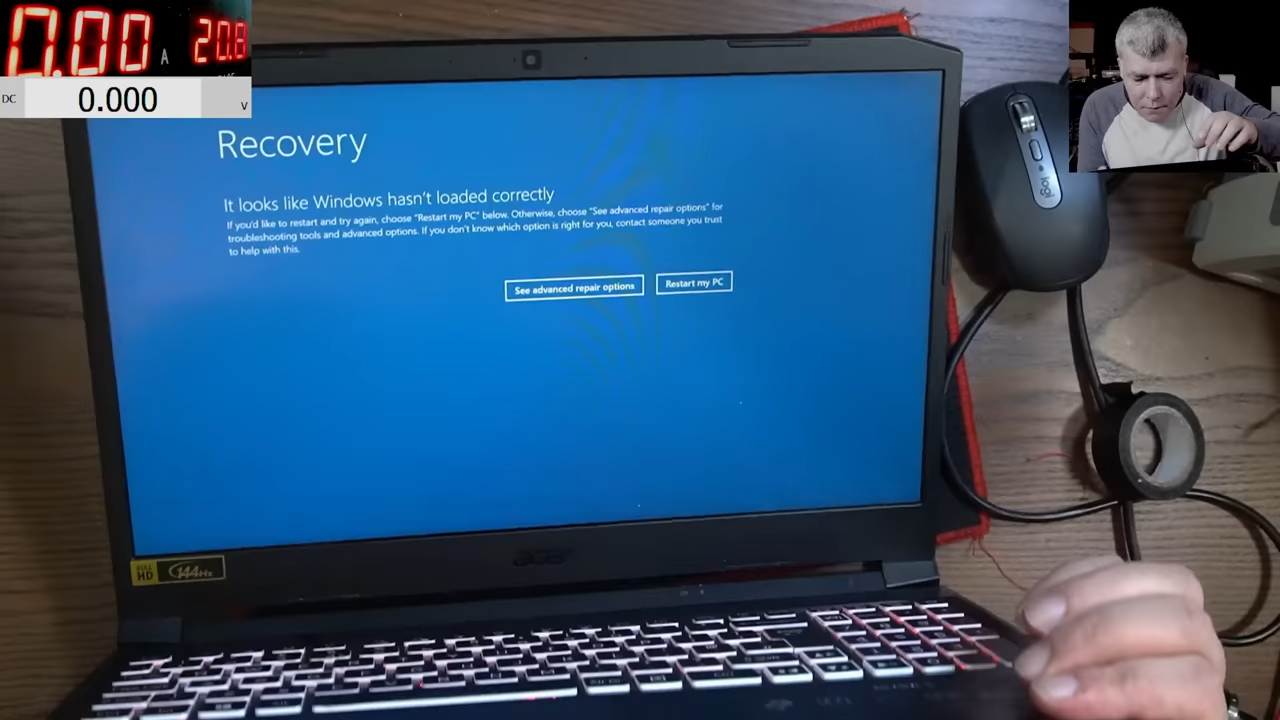 0.00 A 20.8
DC 0.000 V
Recovery
It looks like Windows hasn't loaded correctly
If you'd like to restart and try again, choose "Restart my PC" below. Otherwise, choose "See advanced repair options" for
troubleshooting tools and advanced options. If you don't know which option is right for you, contact someone you trust
to help with this.
See advanced repair options
Restart my PC
logi
acer
FULL
HD
144Hz